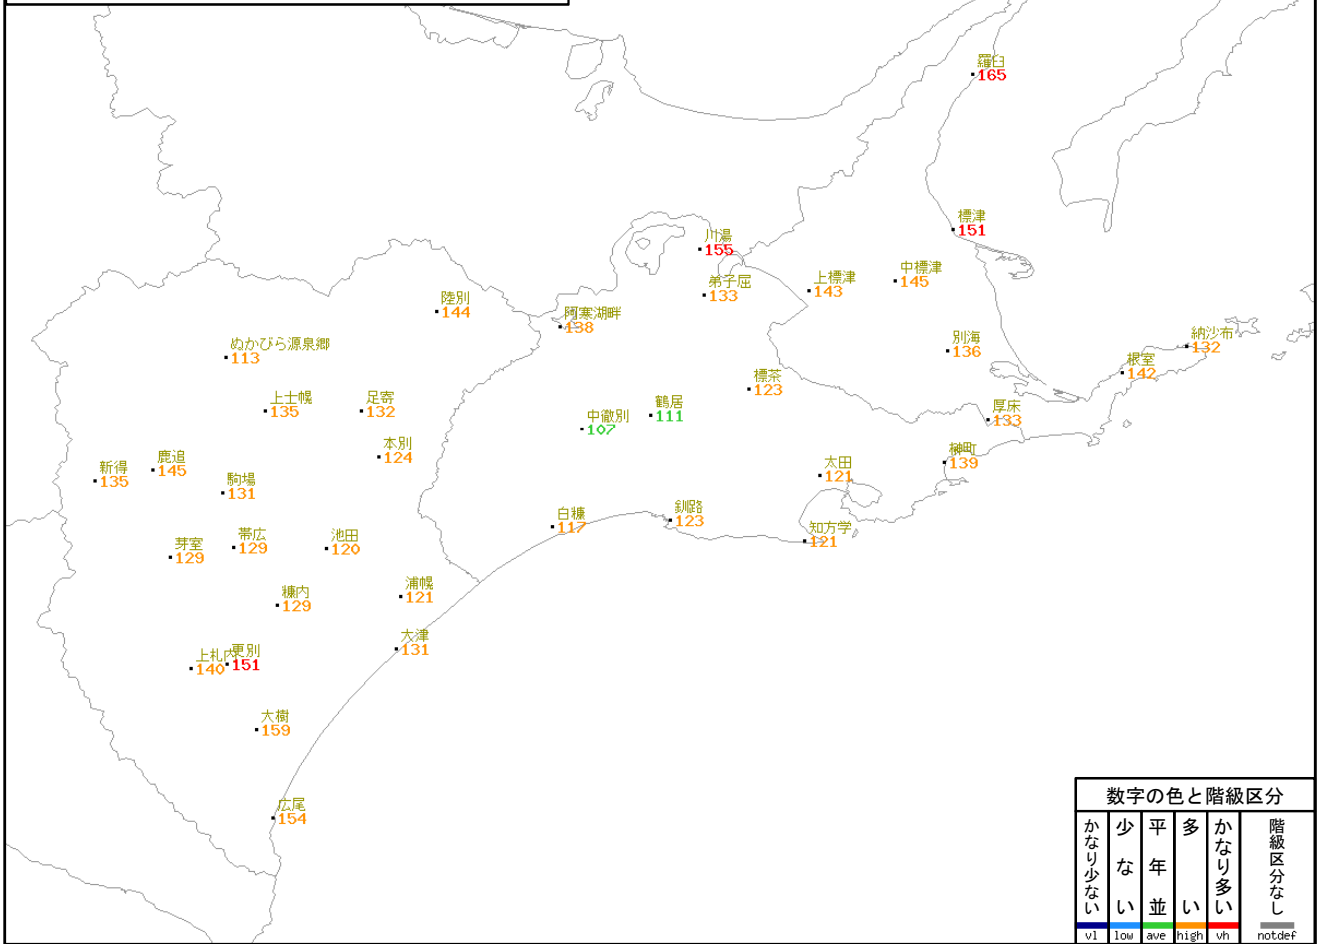 羅臼
165
標津
151
川湯
155
中標津
145
上標津
143
弟子屈
133
陸別
144
阿寒湖畔
138
ぬかびら源泉郷
113
別海
136
納沙布
132
根室
142
標茶
123
上士幌
135
足寄
132
鶴居
111
中徹別
107
厚床
133
本別
124
榊町
139
鹿追
145
新得
135
太田
121
駒場
131
白糠
117
釧路
123
知方学
121
帯広
129
芽室
129
池田
120
糠内
129
浦幌
121
大津
131
上札内
140
更別
151
大樹
159
広尾
154
数字の色と階級区分
かなり少ない
少ない
平年並
多い
かなり多い
階級区分なし
vl
low
ave
high
vh
notdef